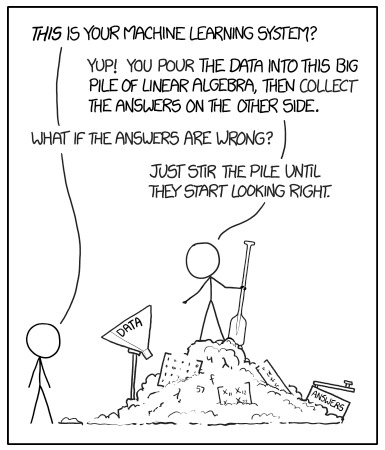 THIS IS YOUR MACHINE LEARNING SYSTEM?
YUP! YOU POUR THE DATA INTO THIS BIG
PILE OF LINEAR ALGEBRA, THEN COLLECT
THE ANSWERS ON THE OTHER SIDE.
WHAT IF THE ANSWERS ARE WRONG?
JUST STIR THE PILE UNTIL
THEY START LOOKING RIGHT.
DATA
ANSWERS